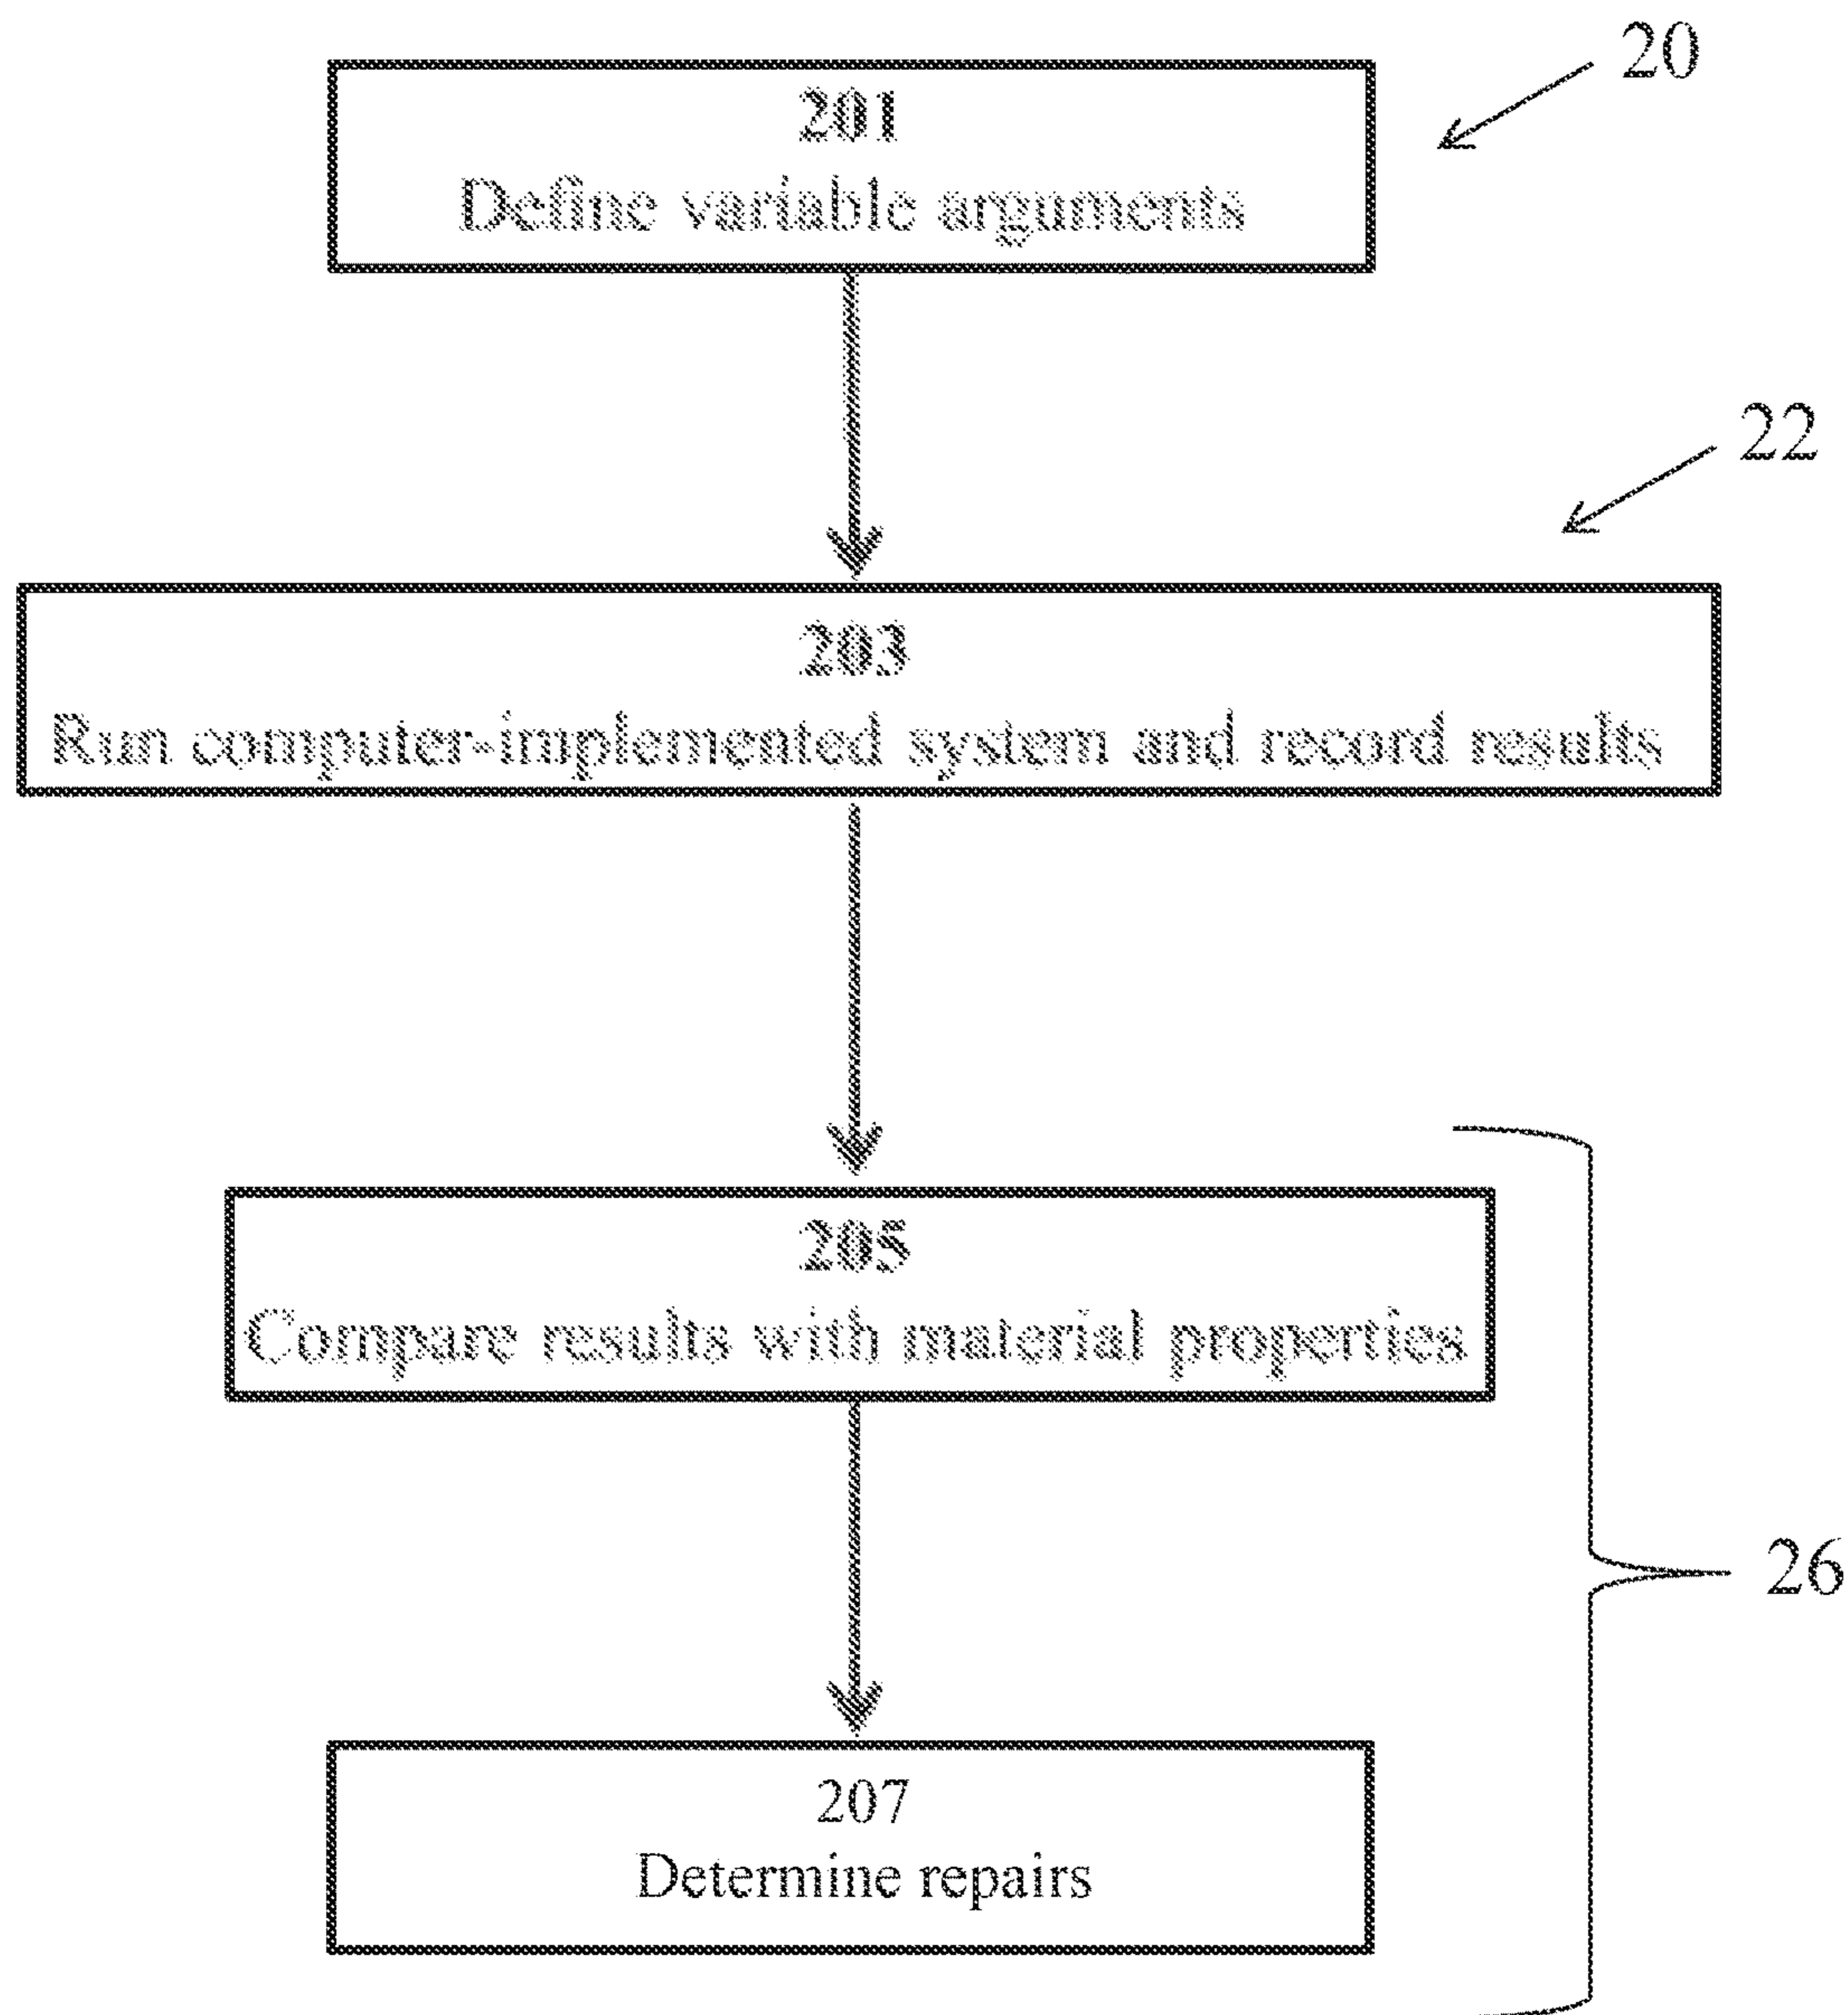 20
201
Define variable arguments
22
203
Run computer-implemented system and record results
205
Compare results with material properties
26
207
Determine repairs